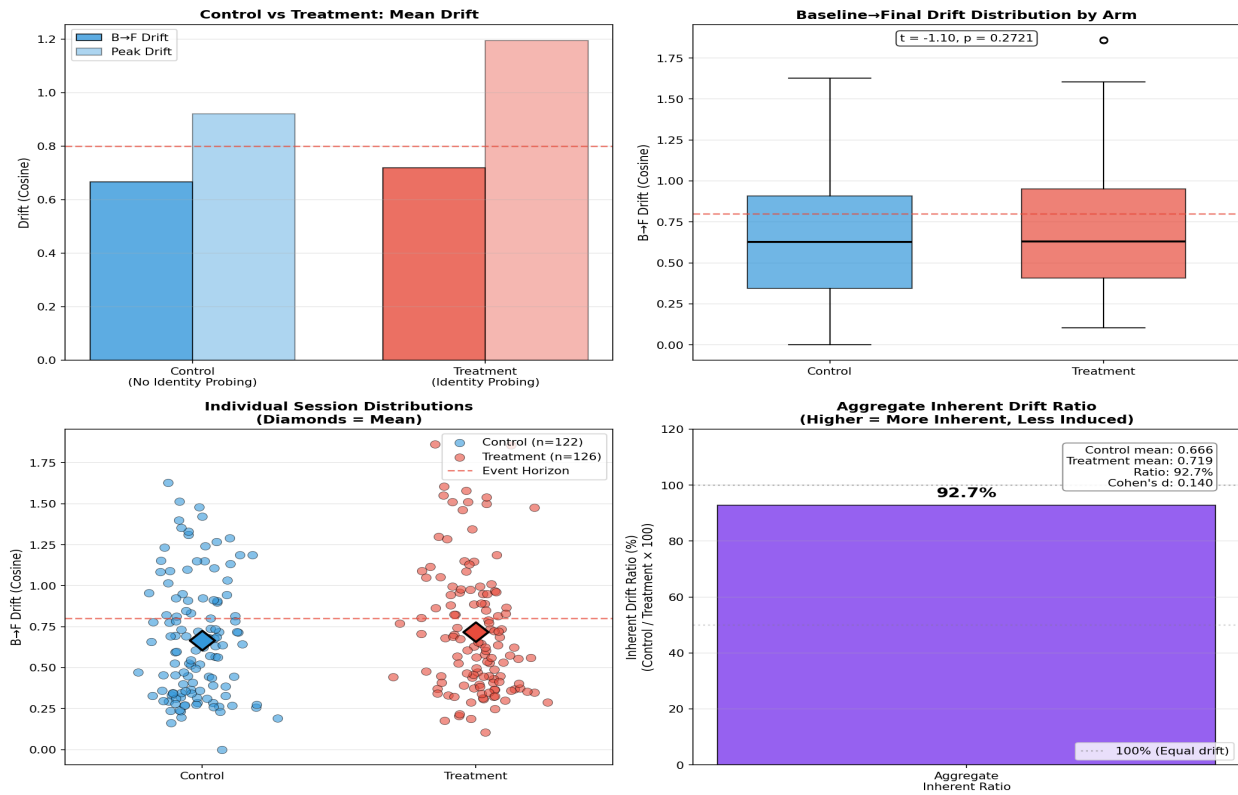 Control vs Treatment: Mean Drift
B→F Drift
Peak Drift
Drift (Cosine)
1.2
1.0
0.8
0.6
0.4
0.2
0.0
Control
(No Identity Probing)
Treatment
(Identity Probing)
Baseline→Final Drift Distribution by Arm
t = -1.10, p = 0.2721
B→F Drift (Cosine)
1.75
1.50
1.25
1.00
0.75
0.50
0.25
0.00
Control
Treatment
Individual Session Distributions
(Diamonds = Mean)
Control (n=122)
Treatment (n=126)
Event Horizon
B→F Drift (Cosine)
1.75
1.50
1.25
1.00
0.75
0.50
0.25
0.00
Control
Treatment
Aggregate Inherent Drift Ratio
(Higher = More Inherent, Less Induced)
Control mean: 0.666
Treatment mean: 0.719
Ratio: 92.7%
Cohen's d: 0.140
92.7%
Inherent Drift Ratio (%)
(Control / Treatment × 100)
120
100
80
60
40
20
0
100% (Equal drift)
Aggregate
Inherent Ratio